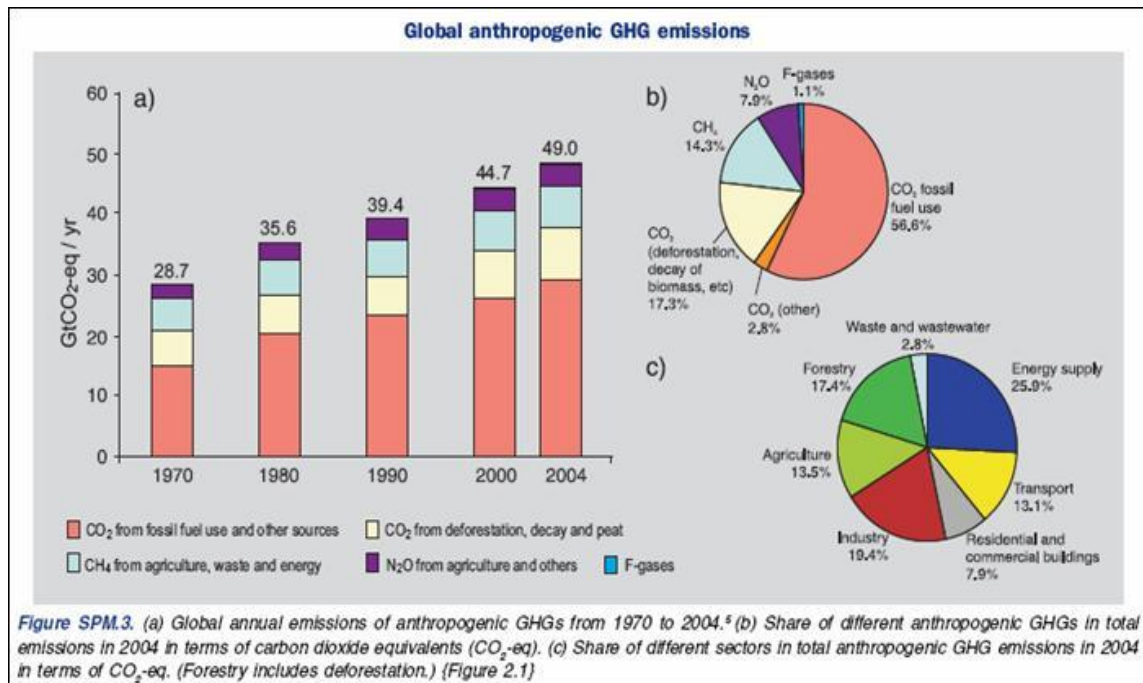 Global anthropogenic GHG emissions
a)
GtCO2-eq / yr
60
50
40
30
20
10
0
28.7
35.6
39.4
44.7
49.0
1970
1980
1990
2000
2004
CO2 from fossil fuel use and other sources
CO2 from deforestation, decay and peat
CH4 from agriculture, waste and energy
N2O from agriculture and others
F-gases
b)
F-gases
1.1%
N2O
7.9%
CH4
14.3%
CO2 fossil
fuel use
56.6%
CO2
(deforestation,
decay of
biomass, etc)
17.3%
CO2 (other)
2.8%
c)
Waste and wastewater
2.8%
Energy supply
25.9%
Forestry
17.4%
Agriculture
13.5%
Transport
13.1%
Industry
19.4%
Residential and
commercial buildings
7.9%
Figure SPM.3. (a) Global annual emissions of anthropogenic GHGs from 1970 to 2004.5 (b) Share of different anthropogenic GHGs in total
emissions in 2004 in terms of carbon dioxide equivalents (CO2-eq). (c) Share of different sectors in total anthropogenic GHG emissions in 2004
in terms of CO2-eq. (Forestry includes deforestation.) {Figure 2.1}